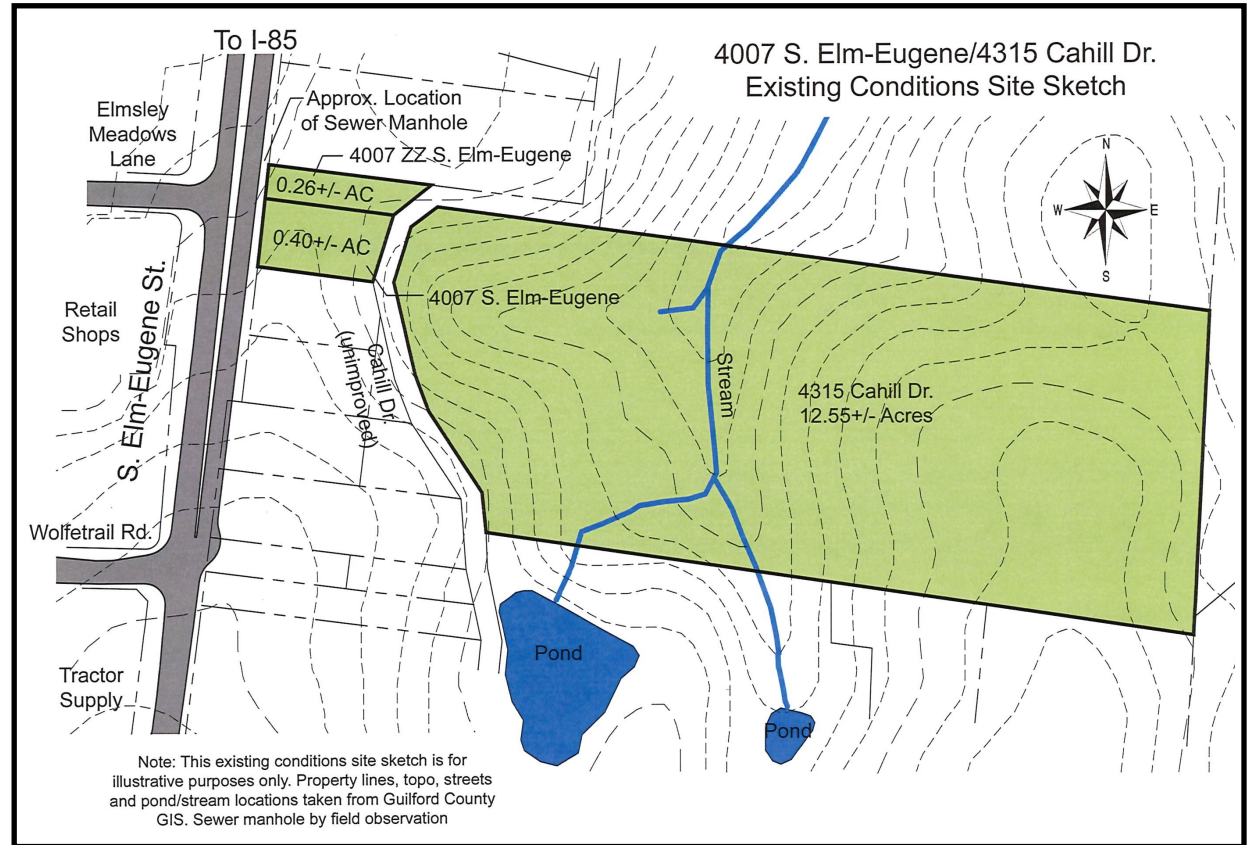 To I-85
4007 S. Elm-Eugene/4315 Cahill Dr.
Existing Conditions Site Sketch
Elmsley
Meadows
Lane
Approx. Location
of Sewer Manhole
4007 ZZ S. Elm-Eugene
0.26+/- AC
0.40+/- AC
4007 S. Elm-Eugene
N
W
E
S
S. Elm-Eugene St.
Retail
Shops
Cahill Dr.
(unimproved)
Stream
4315 Cahill Dr.
12.55+/- Acres
Wolfetrail Rd.
Tractor
Supply
Pond
Pond
Note: This existing conditions site sketch is for
illustrative purposes only. Property lines, topo, streets
and pond/stream locations taken from Guilford County
GIS. Sewer manhole by field observation